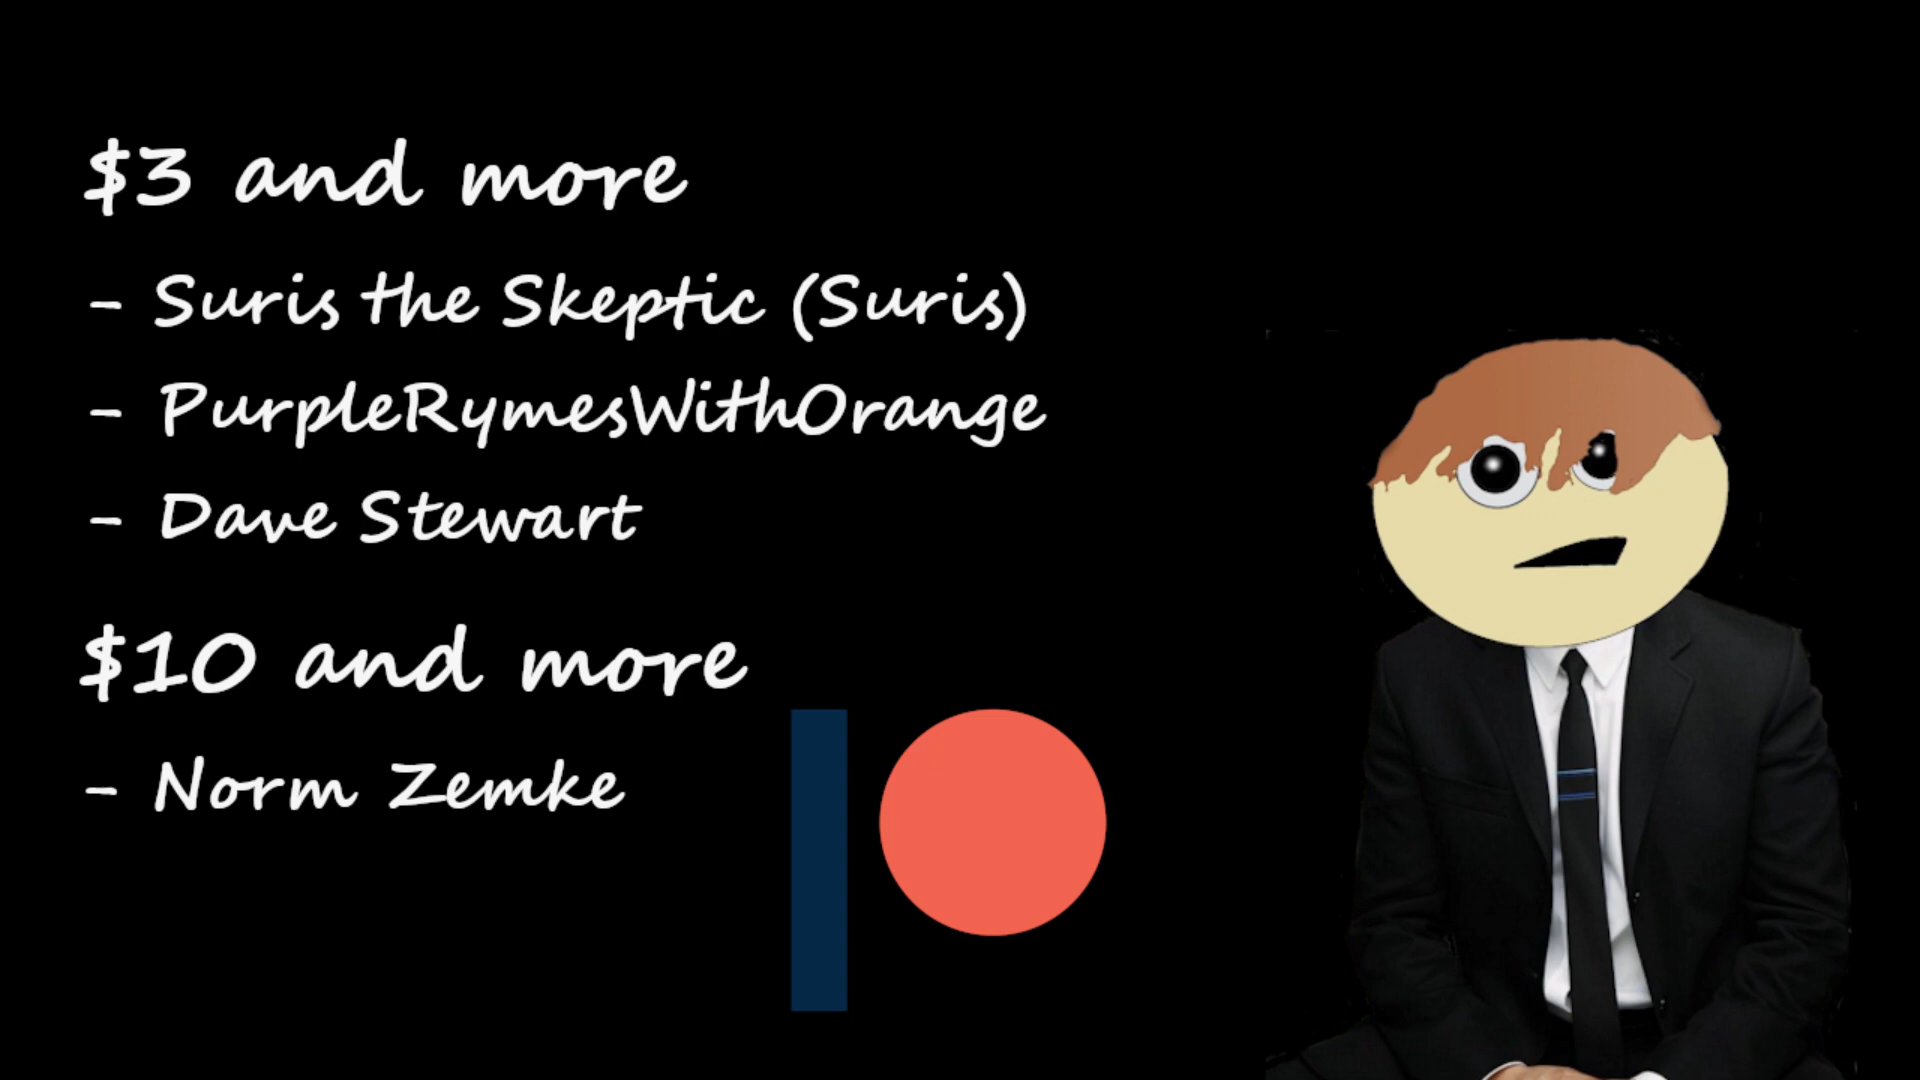 $3 and more
- Suris the Skeptic (Suris)
- PurpleRymesWithOrange
- Dave Stewart
$10 and more
- Norm Zemke